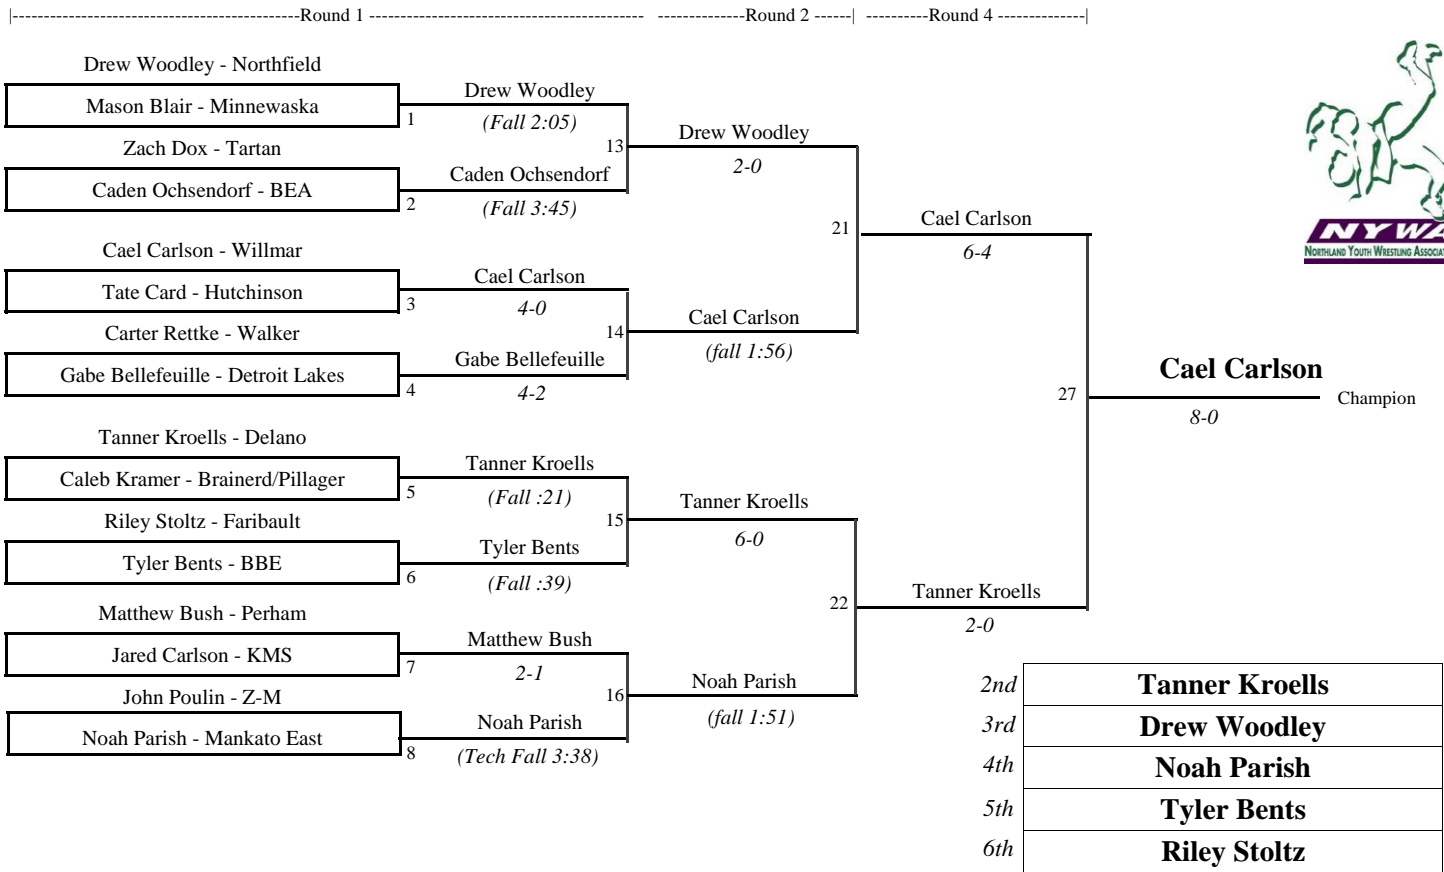 |--------------------------------------------Round 1 ------------------------------------------ --------------Round 2 ------| ----------Round 4 --------------|
Drew Woodley - Northfield
Mason Blair - Minnewaska
1
Drew Woodley
(Fall 2:05)
Zach Dox - Tartan
Caden Ochsendorf - BEA
2
Caden Ochsendorf
(Fall 3:45)
13
Drew Woodley
2-0
Cael Carlson - Willmar
Tate Card - Hutchinson
3
Cael Carlson
4-0
Carter Rettke - Walker
Gabe Bellefeuille - Detroit Lakes
4
Gabe Bellefeuille
4-2
14
Cael Carlson
(fall 1:56)
21
Cael Carlson
6-4
Tanner Kroells - Delano
Caleb Kramer - Brainerd/Pillager
5
Tanner Kroells
(Fall :21)
Riley Stoltz - Faribault
Tyler Bents - BBE
6
Tyler Bents
(Fall :39)
15
Tanner Kroells
6-0
Matthew Bush - Perham
Jared Carlson - KMS
7
Matthew Bush
2-1
John Poulin - Z-M
Noah Parish - Mankato East
8
Noah Parish
(Tech Fall 3:38)
16
Noah Parish
(fall 1:51)
22
Tanner Kroells
2-0
27
Cael Carlson
Champion
8-0
NYWA
NORTHLAND YOUTH WRESTLING ASSOCIAT
2nd Tanner Kroells
3rd Drew Woodley
4th Noah Parish
5th Tyler Bents
6th Riley Stoltz